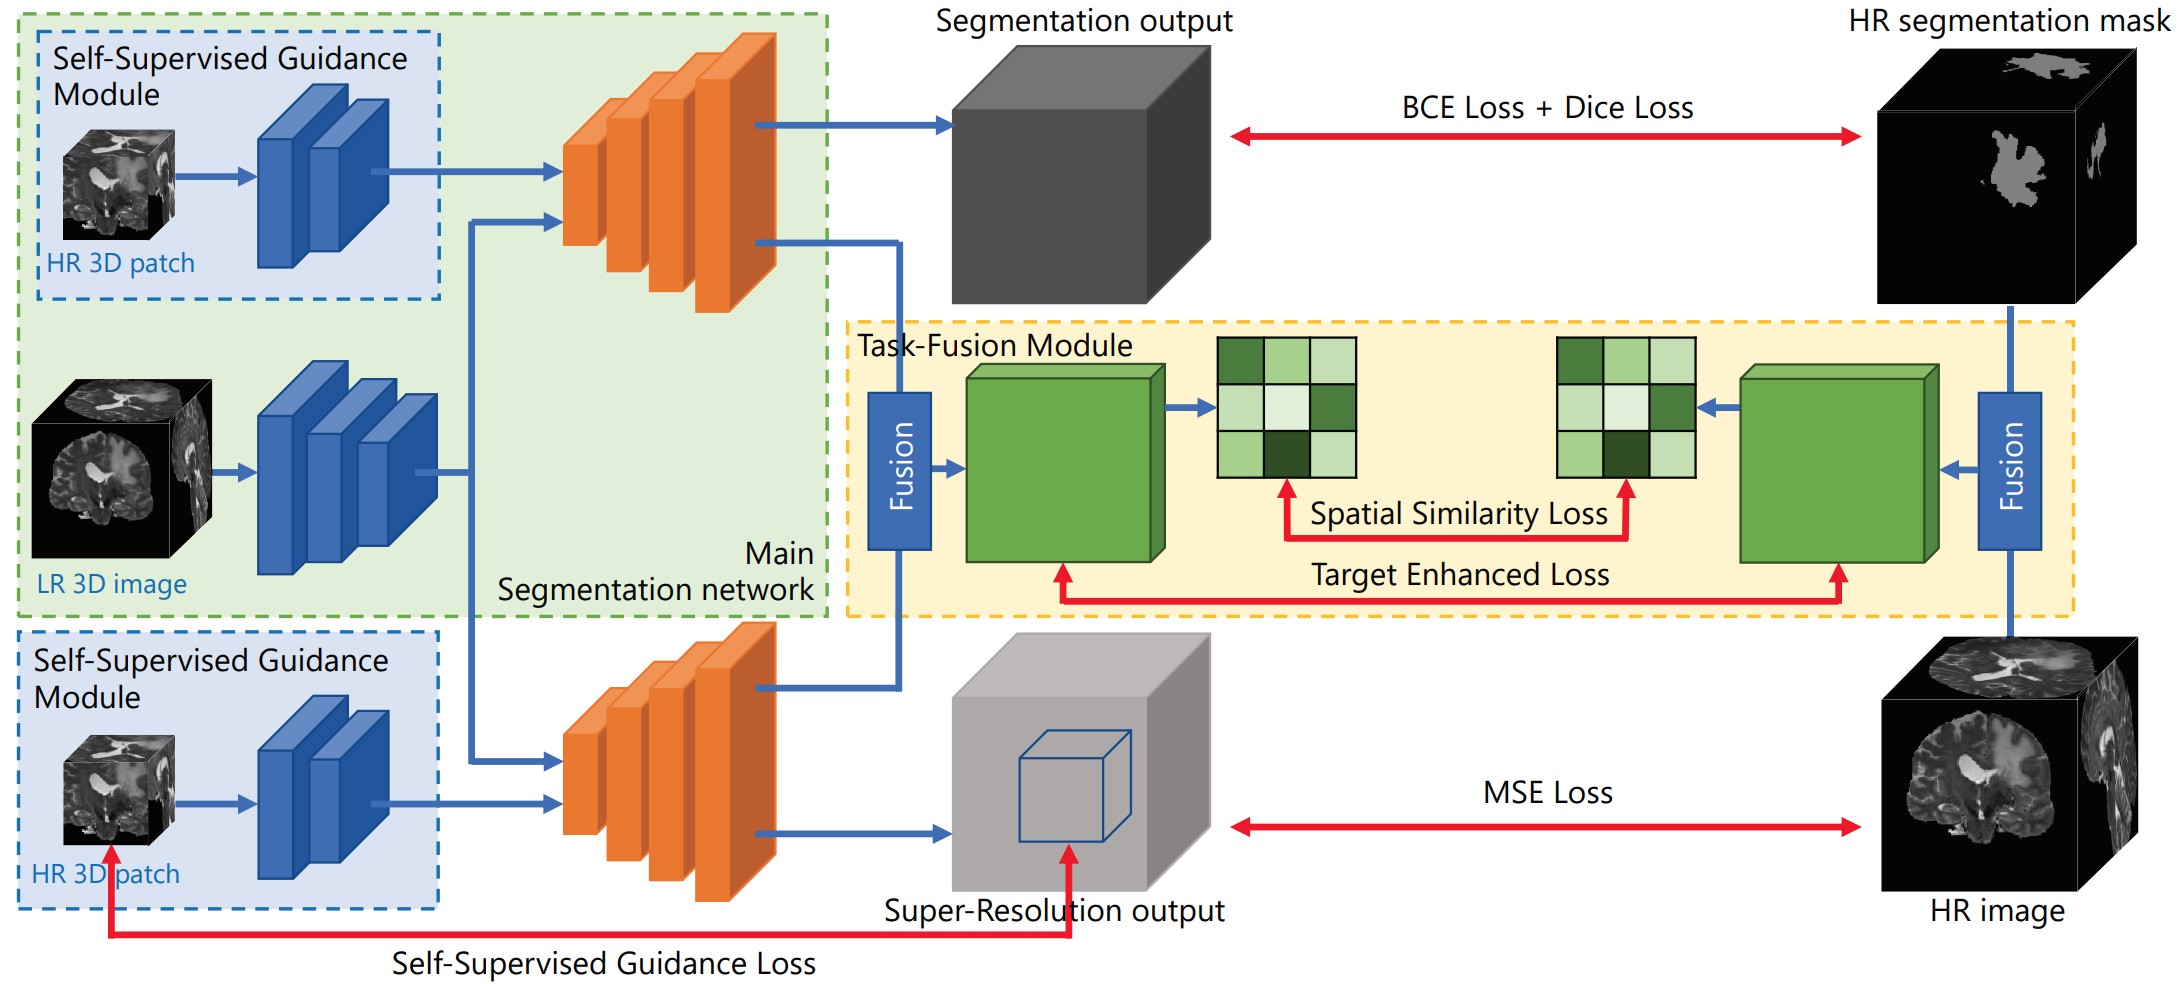 Segmentation output
HR segmentation mask
Self-Supervised Guidance
Module
HR 3D patch
BCE Loss + Dice Loss
Task-Fusion Module
Fusion
Fusion
Spatial Similarity Loss
Target Enhanced Loss
LR 3D image
Main
Segmentation network
Self-Supervised Guidance
Module
HR 3D patch
MSE Loss
Super-Resolution output
HR image
Self-Supervised Guidance Loss